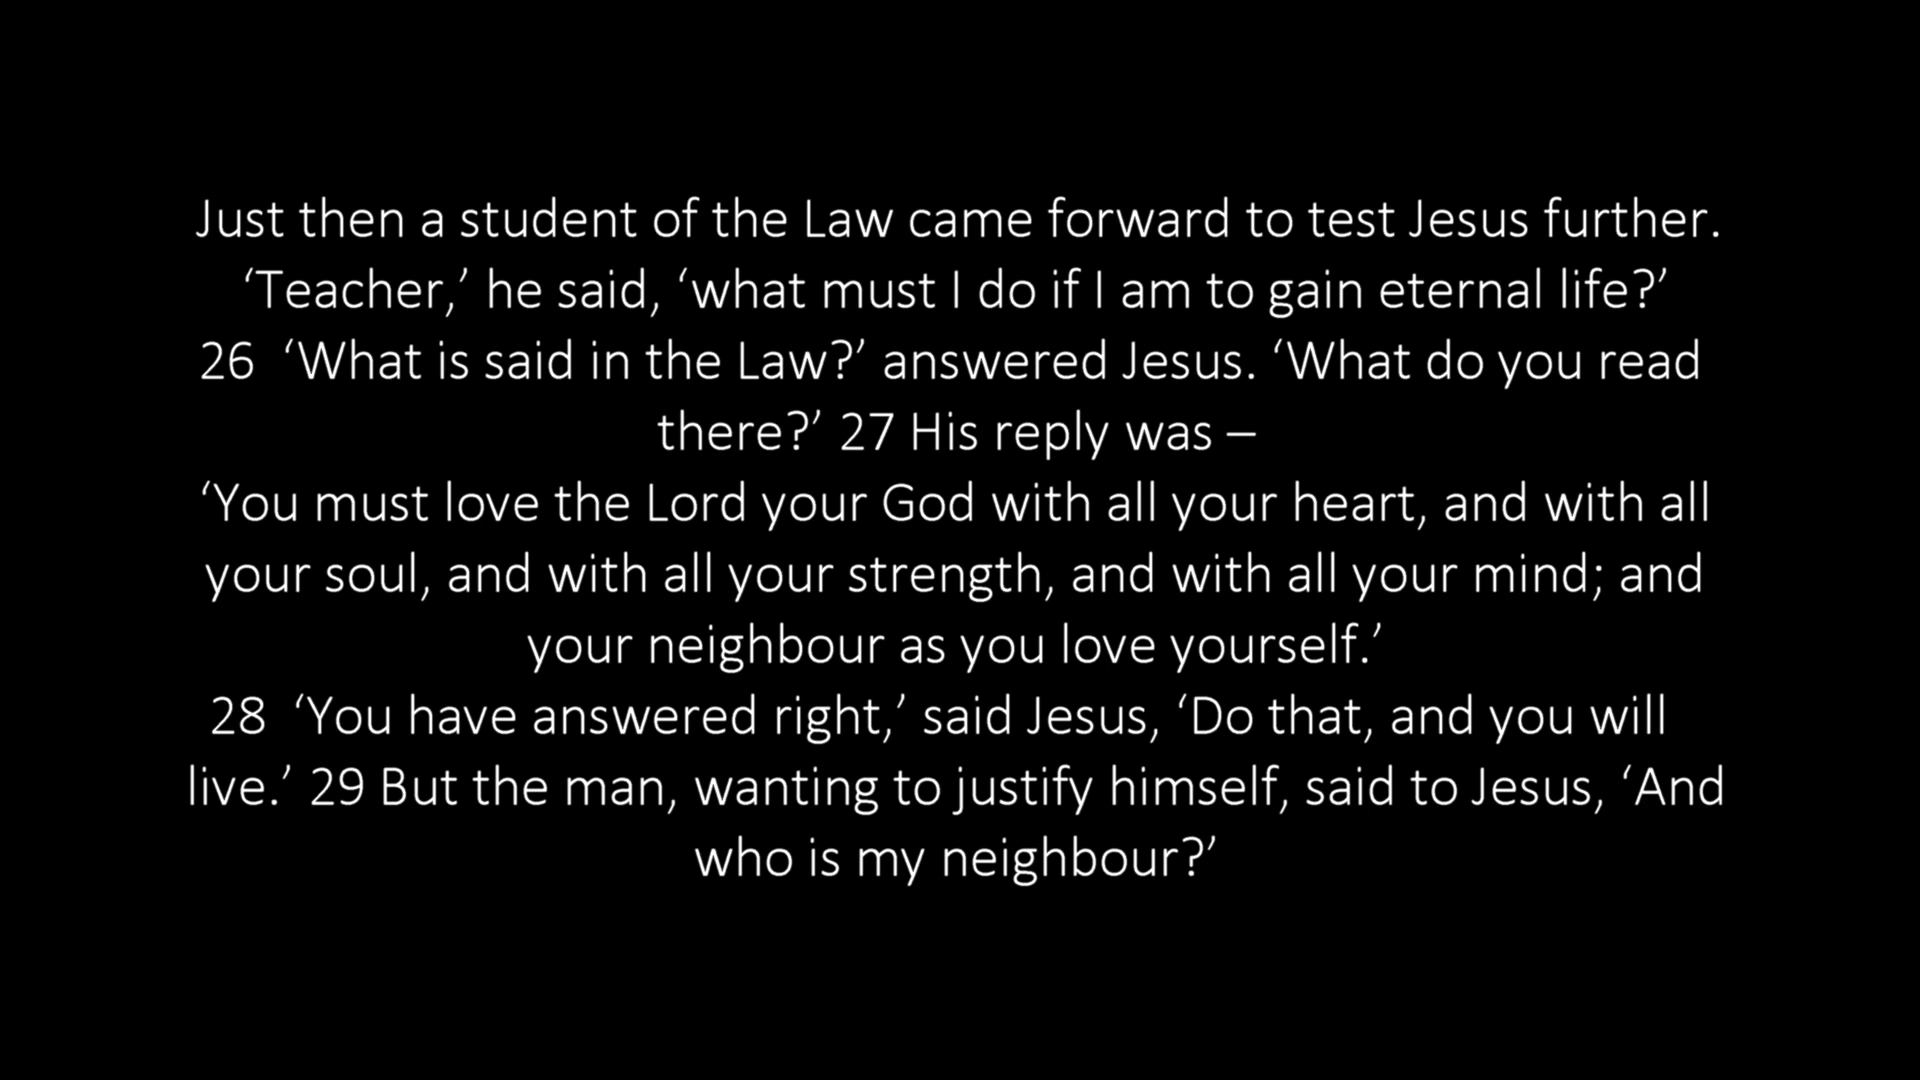 Just then a student of the Law came forward to test Jesus further.
‘Teacher,’ he said, ‘what must I do if I am to gain eternal life?’
26  ‘What is said in the Law?’ answered Jesus. ‘What do you read
there?’ 27 His reply was –
‘You must love the Lord your God with all your heart, and with all
your soul, and with all your strength, and with all your mind; and
your neighbour as you love yourself.’
28  ‘You have answered right,’ said Jesus, ‘Do that, and you will
live.’ 29 But the man, wanting to justify himself, said to Jesus, ‘And
who is my neighbour?’